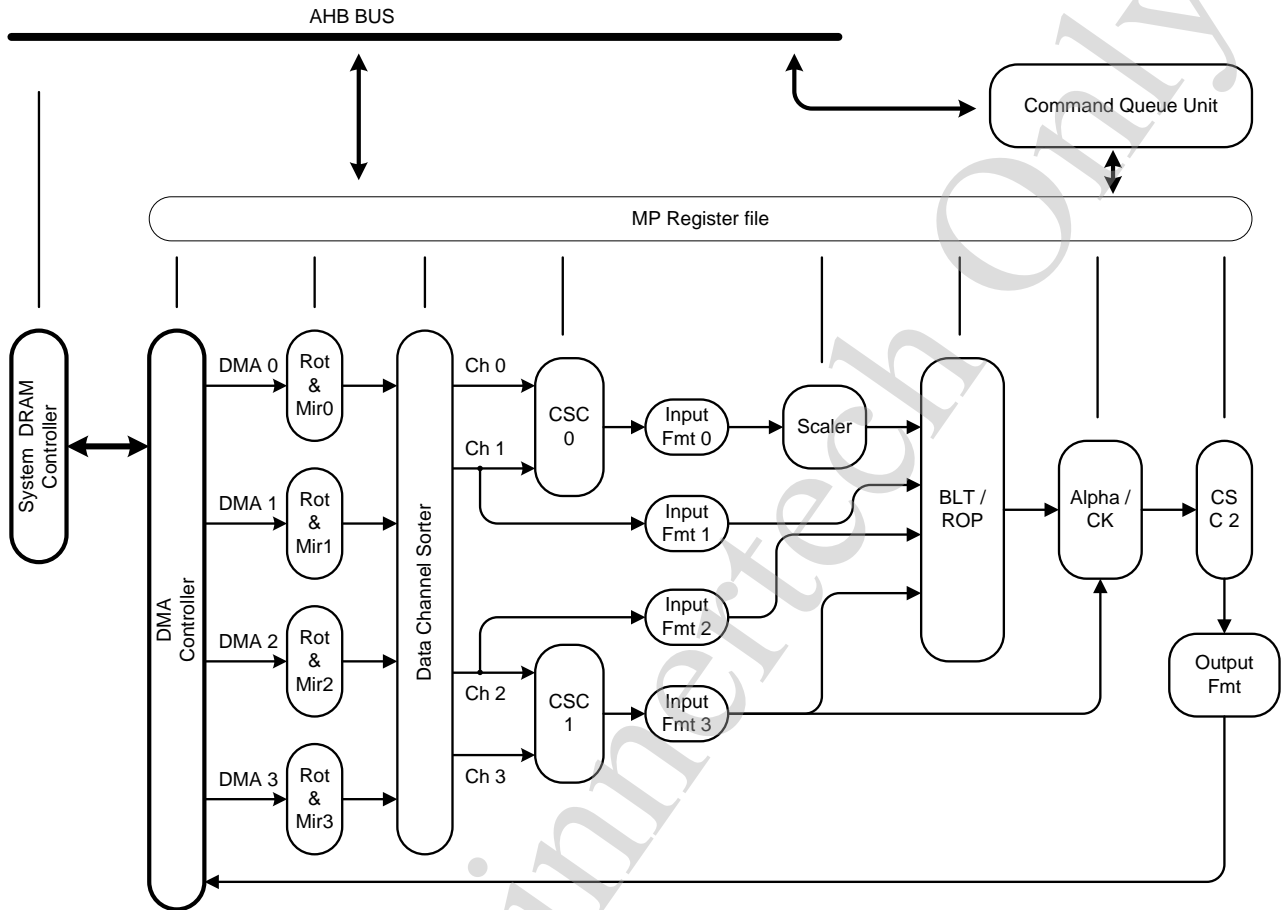 AHB BUS
Command Queue Unit
MP Register file
System DRAM
Controller
DMA
Controller
DMA 0
DMA 1
DMA 2
DMA 3
Rot
&
Mir0
Rot
&
Mir1
Rot
&
Mir2
Rot
&
Mir3
Data Channel Sorter
Ch 0
Ch 1
Ch 2
Ch 3
CSC
0
CSC
1
Input
Fmt 0
Input
Fmt 1
Input
Fmt 2
Input
Fmt 3
Scaler
BLT /
ROP
Alpha /
CK
CS
C 2
Output
Fmt
Only